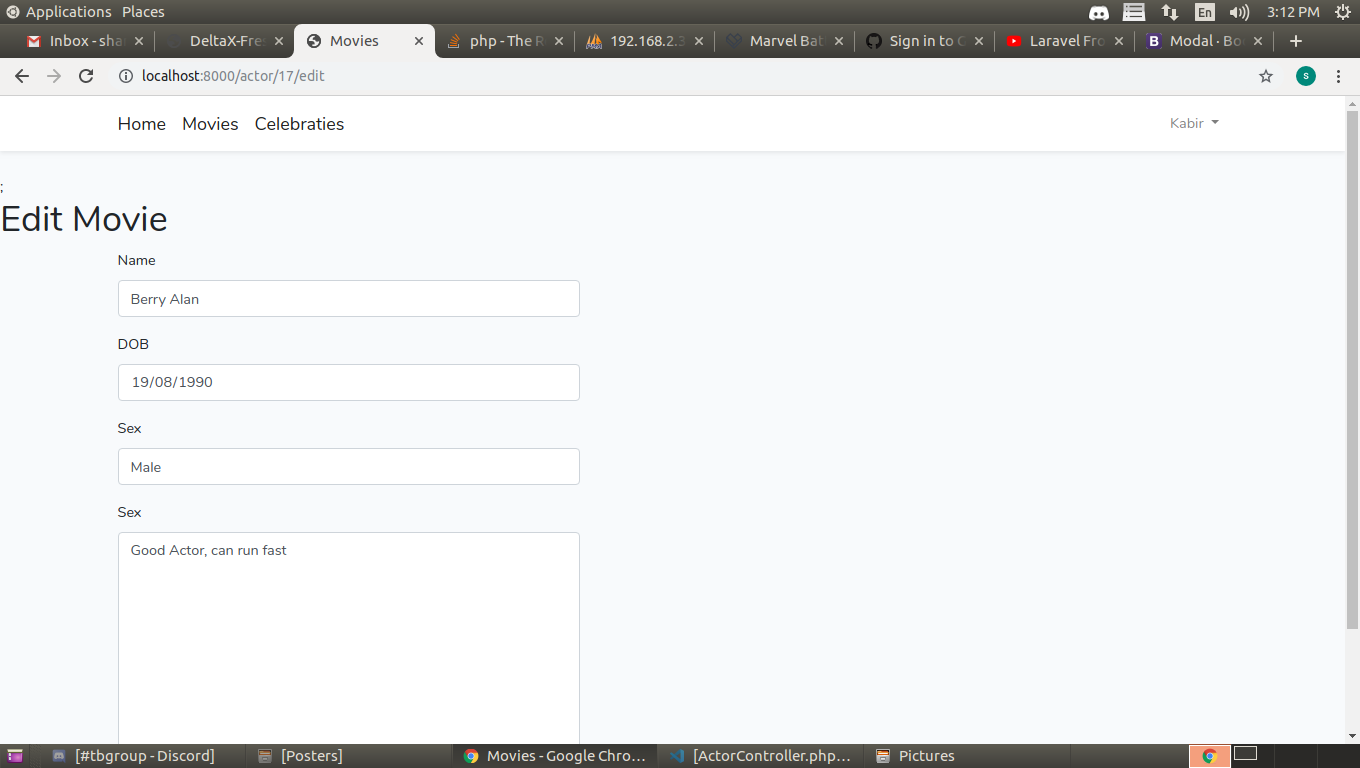 Applications Places
En 3:12 PM
Inbox - sha
DeltaX-Fre
Movies
php - The R
192.168.2.3
Marvel Bat
Sign in to G
Laravel Fro
B Modal · Bo
localhost:8000/actor/17/edit
s
Home Movies Celebraties Kabir
;
Edit Movie
Name
Berry Alan
DOB
19/08/1990
Sex
Male
Sex
Good Actor, can run fast
[#tbgroup - Discord] [Posters] Movies - Google Chro... [ActorController.php... Pictures